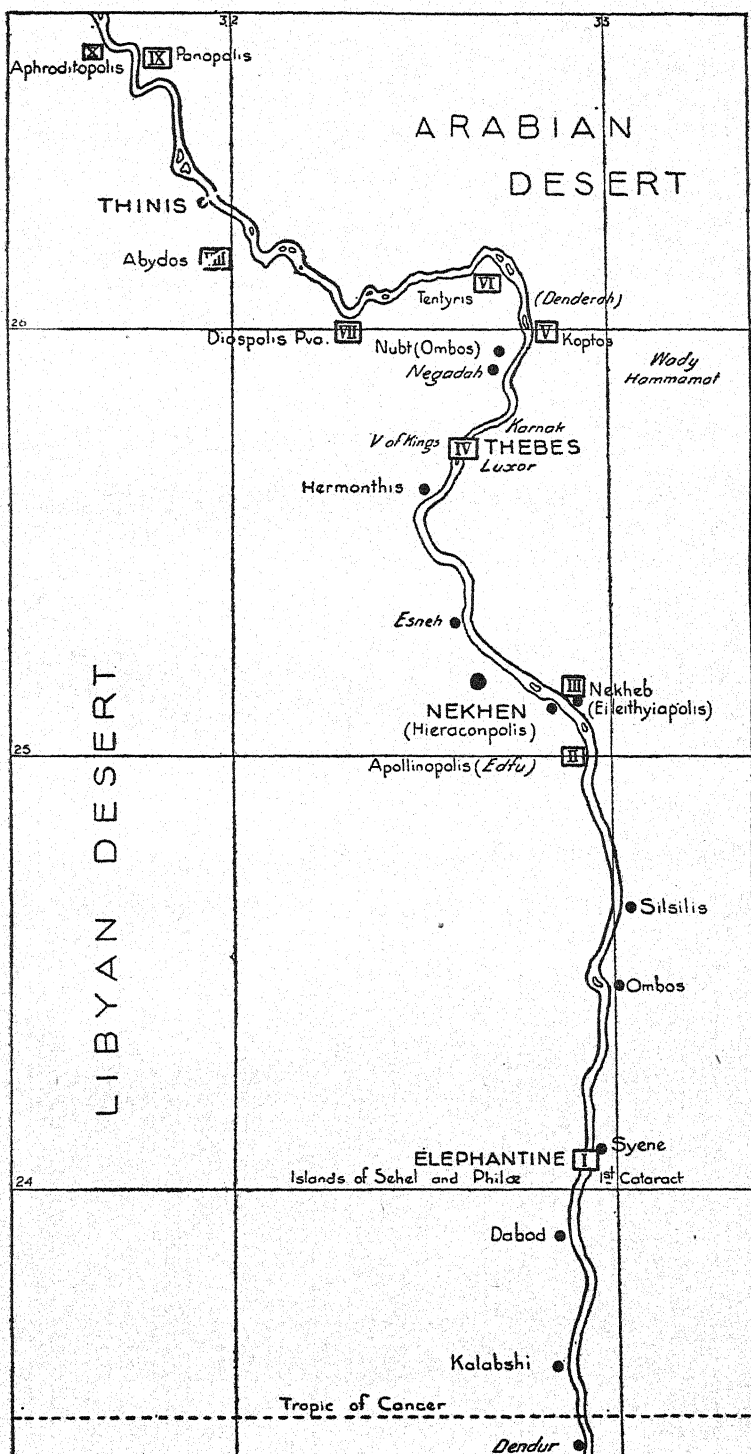 32
33
X
IX Panopolis
Aphroditopolis
ARABIAN
DESERT
THINIS
Abydos VIII
VI
Tentyris
(Denderah)
26
Diospolis Pva. VII
V Koptos
Nubt (Ombos)
Negadah
Wady
Hammamat
Karnak
V of Kings IV THEBES
Luxor
Hermonthis
Esneh
III Nekheb
(Eileithyiapolis)
NEKHEN
(Hieraconpolis)
25
II
Apollinopolis (Edfu)
LIBYAN DESERT
Silsilis
Ombos
Syene
ELEPHANTINE I
Islands of Sehel and Philæ
1st Cataract
24
Dabod
Kalabshi
Tropic of Cancer
Dendur